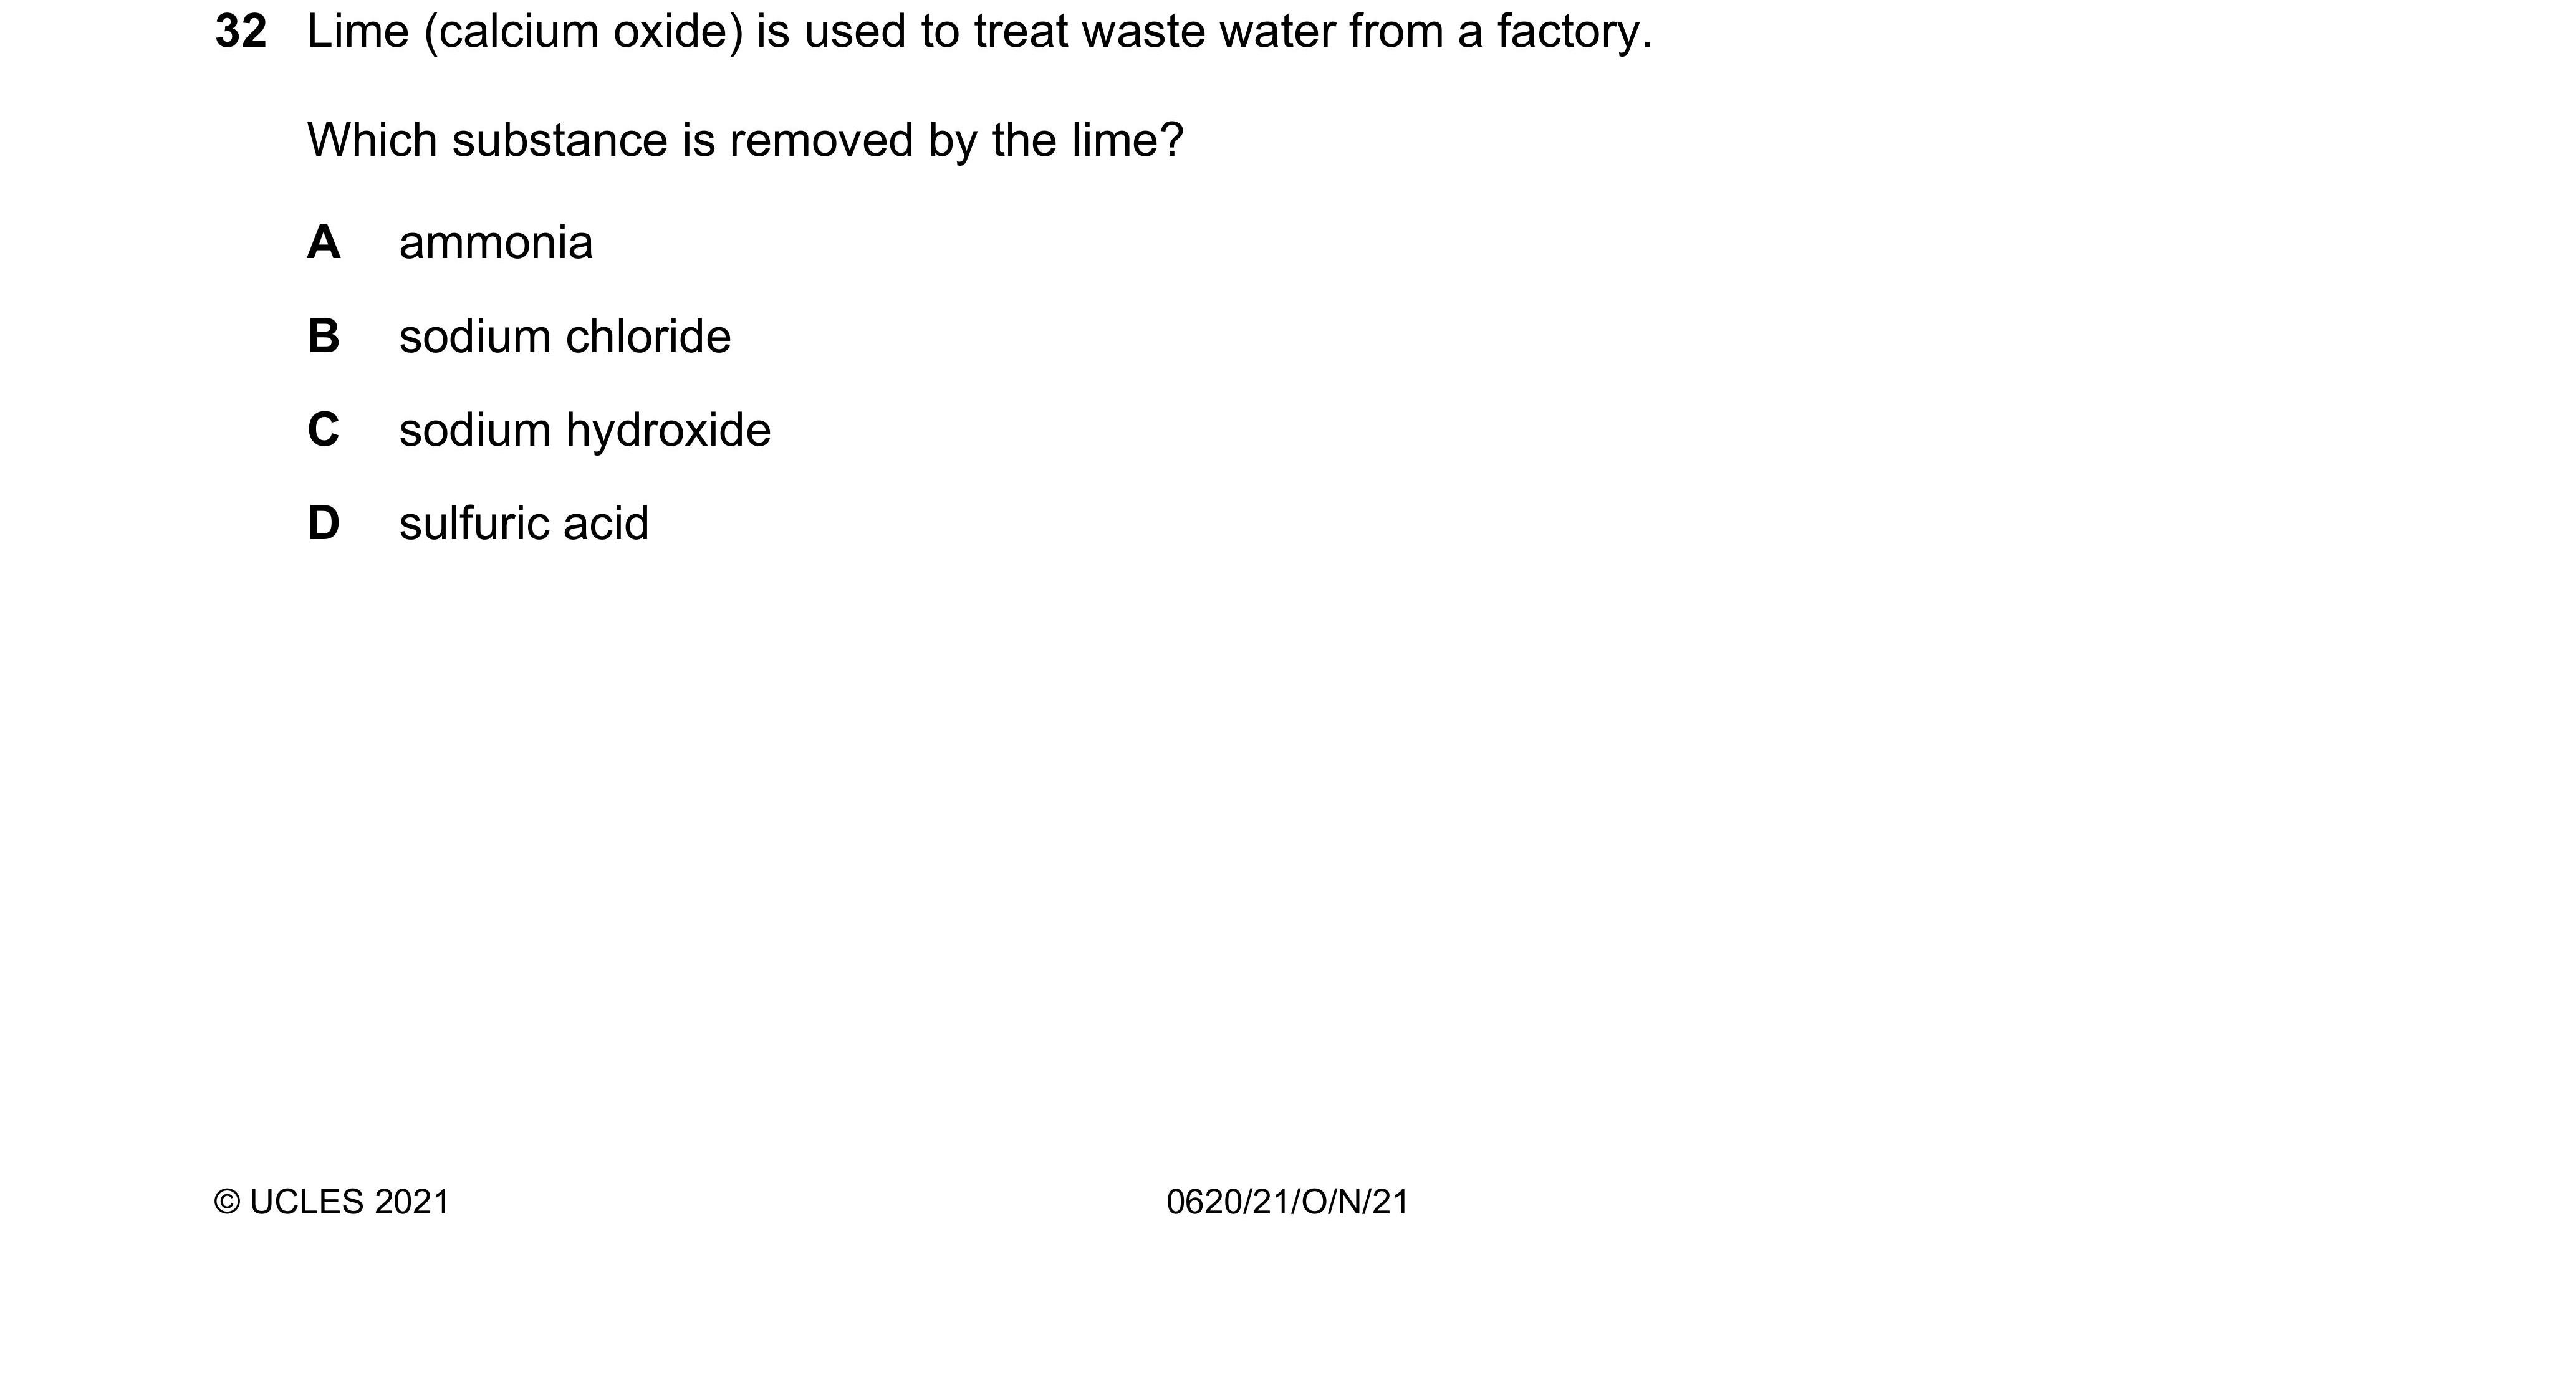 32 Lime (calcium oxide) is used to treat waste water from a factory.
Which substance is removed by the lime?
A ammonia
B sodium chloride
C sodium hydroxide
D sulfuric acid
© UCLES 2021 0620/21/O/N/21